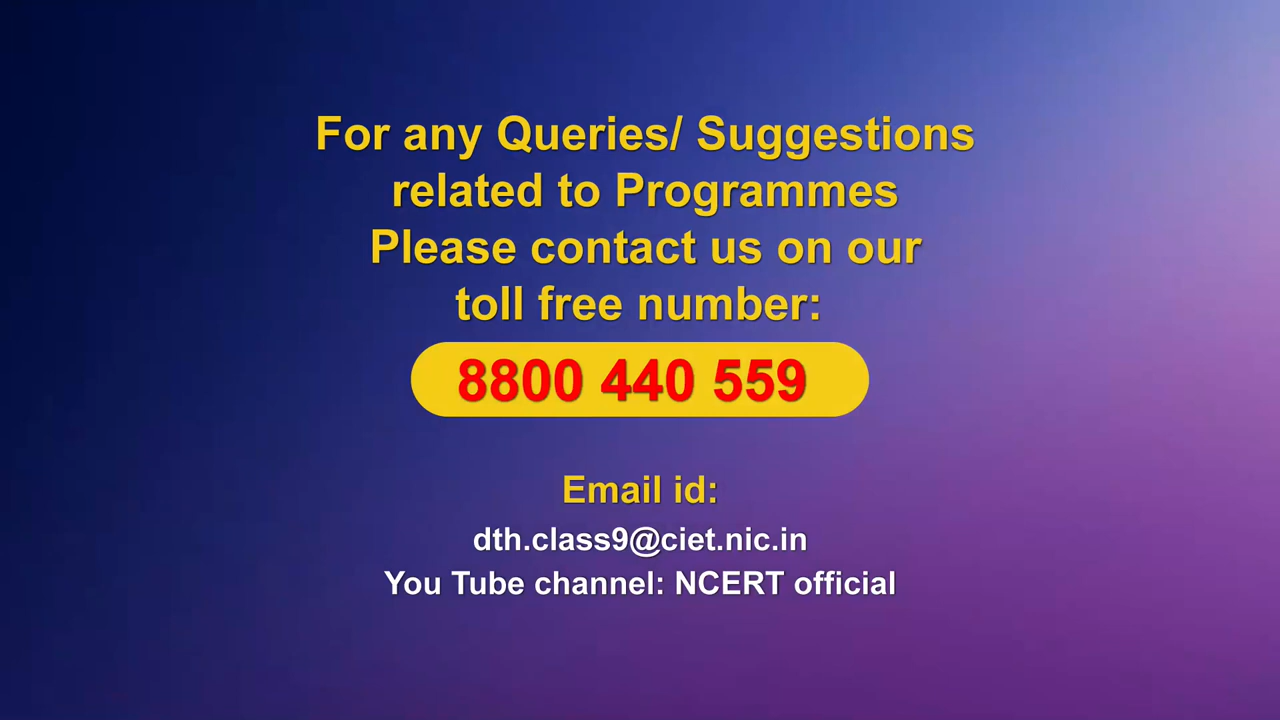 For any Queries/ Suggestions
related to Programmes
Please contact us on our
toll free number:
8800 440 559
Email id:
dth.class9@ciet.nic.in
You Tube channel: NCERT official